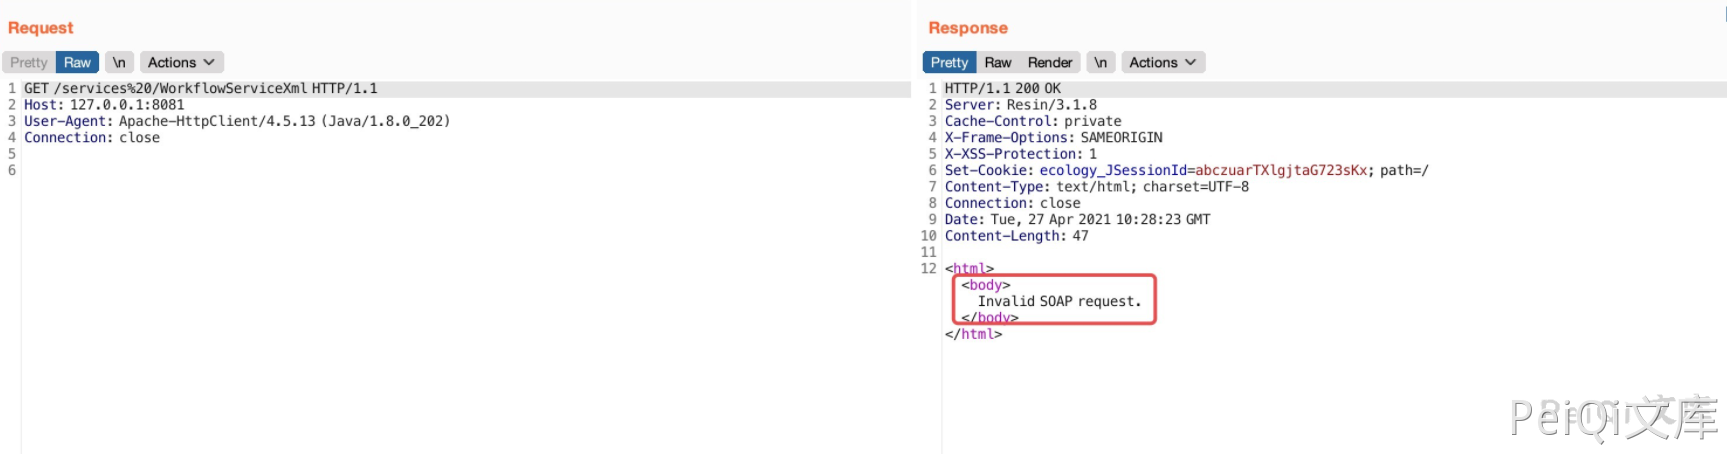 Request
Pretty Raw \n Actions
1 GET /services%20/WorkflowServiceXml HTTP/1.1
2 Host: 127.0.0.1:8081
3 User-Agent: Apache-HttpClient/4.5.13 (Java/1.8.0_202)
4 Connection: close
5
6
Response
Pretty Raw Render \n Actions
1 HTTP/1.1 200 OK
2 Server: Resin/3.1.8
3 Cache-Control: private
4 X-Frame-Options: SAMEORIGIN
5 X-XSS-Protection: 1
6 Set-Cookie: ecology_JSessionId=abczuarTXlgjtaG723sKx; path=/
7 Content-Type: text/html; charset=UTF-8
8 Connection: close
9 Date: Tue, 27 Apr 2021 10:28:23 GMT
10 Content-Length: 47
11
12 <html>
<body>
Invalid SOAP request.
</body>
</html>
PeiQi文库